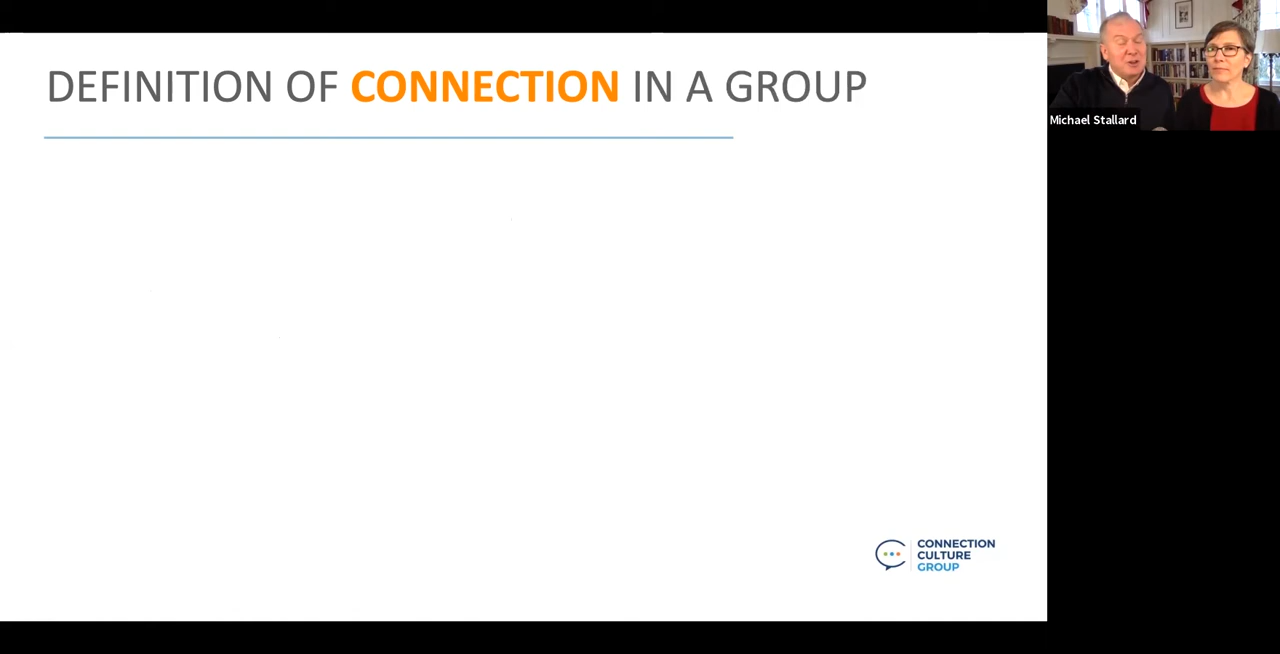 DEFINITION OF CONNECTION IN A GROUP
Michael Stallard
CONNECTION
CULTURE
GROUP